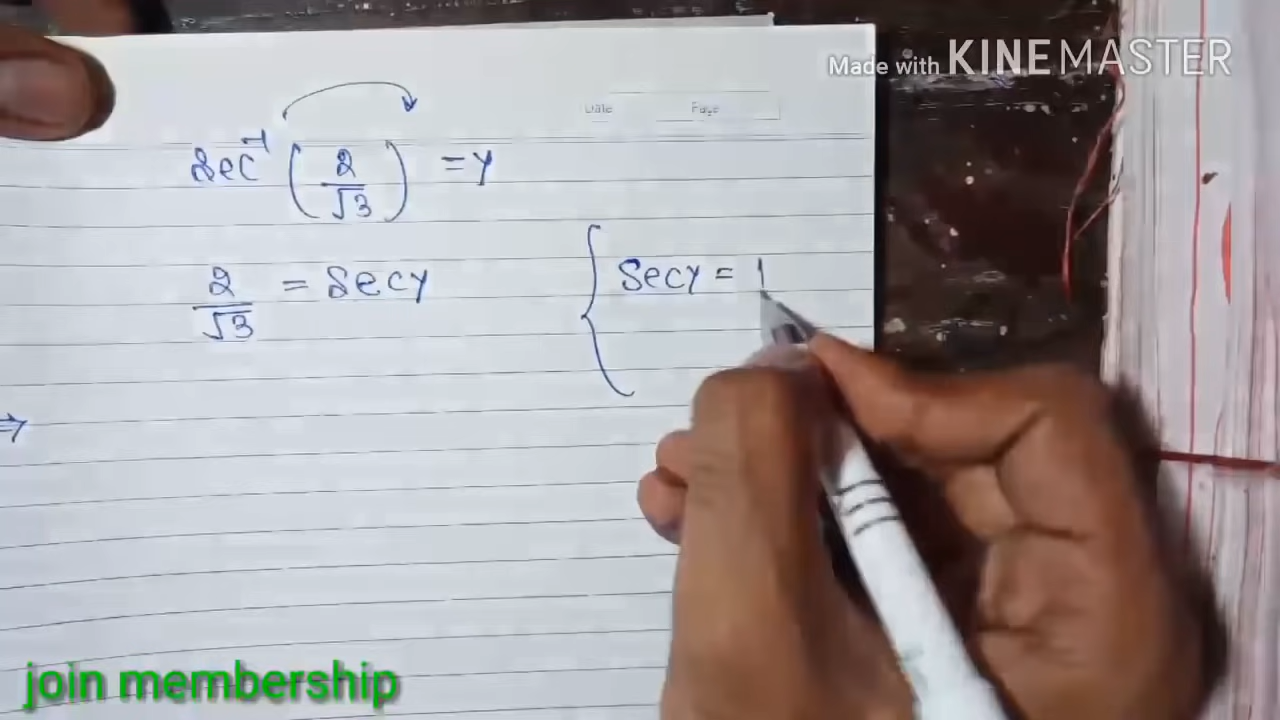 Made with KINEMASTER
Date Page
sec⁻¹ (2/√3) = y
2/√3 = Secy
{ Secy = 1
⇒
join membership